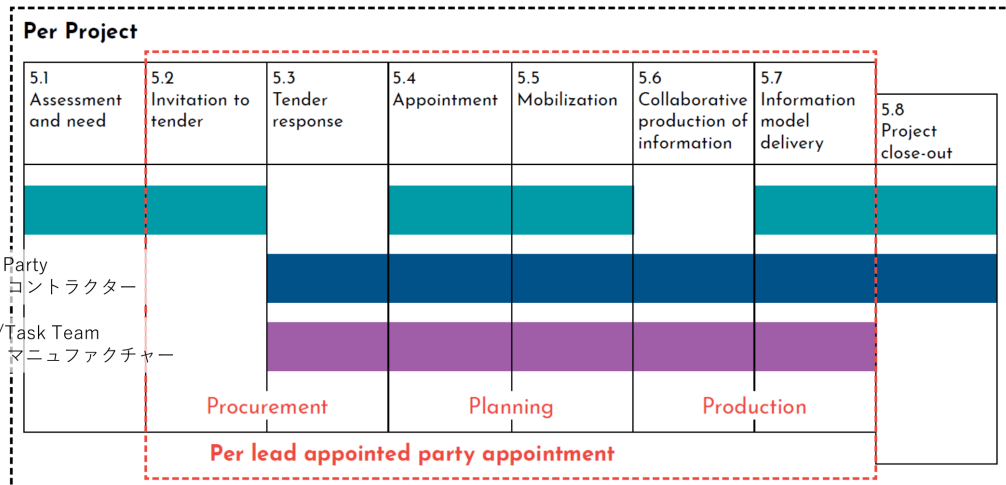 Per Project
5.1
Assessment
and need
5.2
Invitation to
tender
5.3
Tender
response
5.4
Appointment
5.5
Mobilization
5.6
Collaborative
production of
information
5.7
Information
model
delivery
5.8
Project
close-out
Party
コントラクター
/Task Team
マニュファクチャー
Procurement
Planning
Production
Per lead appointed party appointment